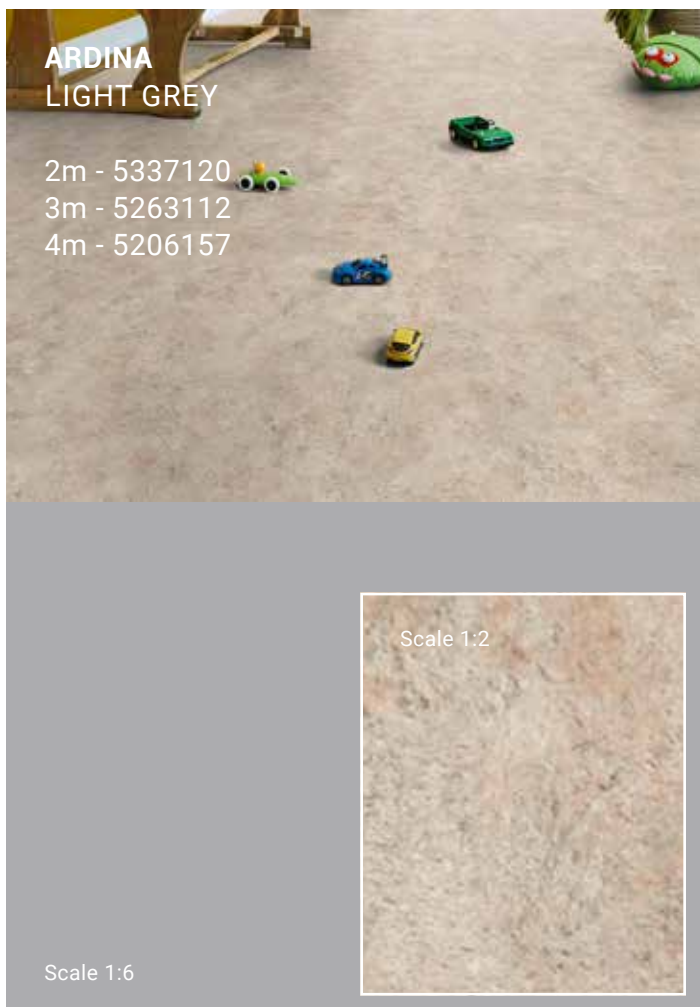 ARDINA
LIGHT GREY
2m - 5337120
3m - 5263112
4m - 5206157
Scale 1:2
Scale 1:6